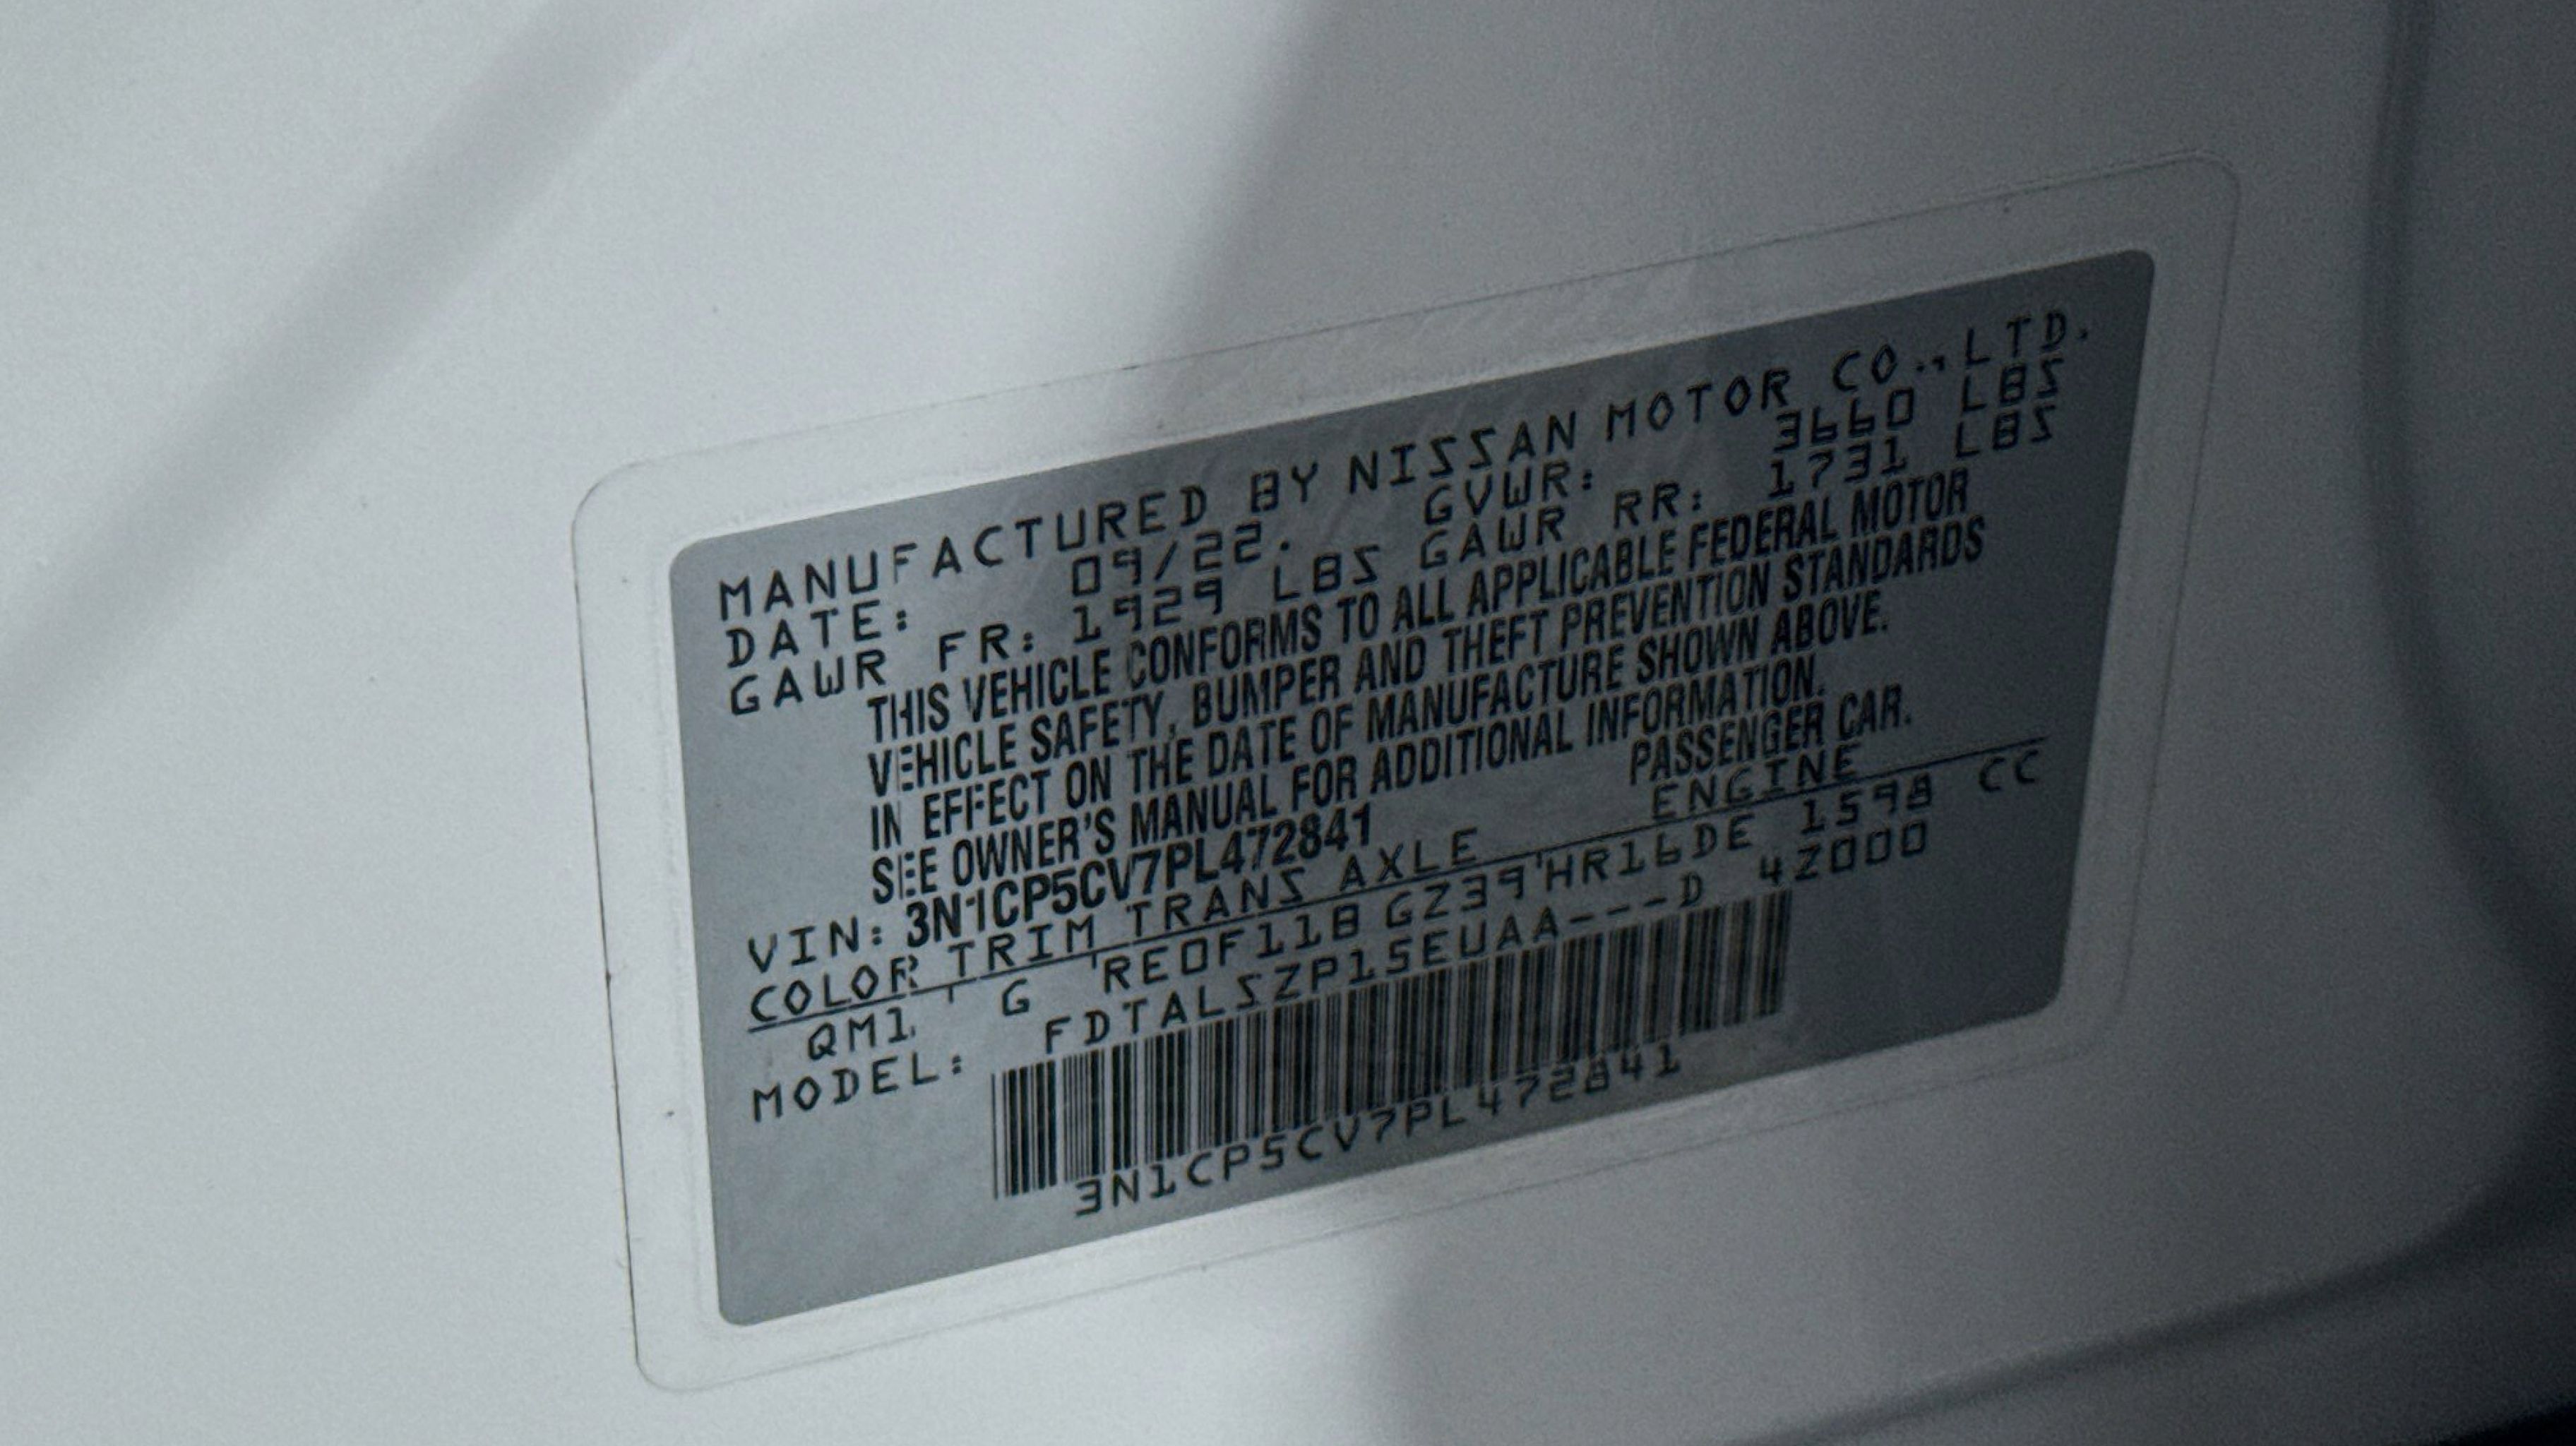 MANUFACTURED BY NISSAN MOTOR CO.,LTD.
DATE: 09/22. GVWR: 3660 LBS
GAWR FR: 1929 LBS GAWR RR: 1731 LBS
THIS VEHICLE CONFORMS TO ALL APPLICABLE FEDERAL MOTOR
VEHICLE SAFETY, BUMPER AND THEFT PREVENTION STANDARDS
IN EFFECT ON THE DATE OF MANUFACTURE SHOWN ABOVE.
SEE OWNER'S MANUAL FOR ADDITIONAL INFORMATION.
VIN: 3N1CP5CV7PL472841 PASSENGER CAR.
COLOR TRIM TRANS AXLE ENGINE
QM1 G RE0F11B GZ39 HR16DE 1598 CC
MODEL: FDTALSZP15EUAA---D 4Z000
3N1CP5CV7PL472841